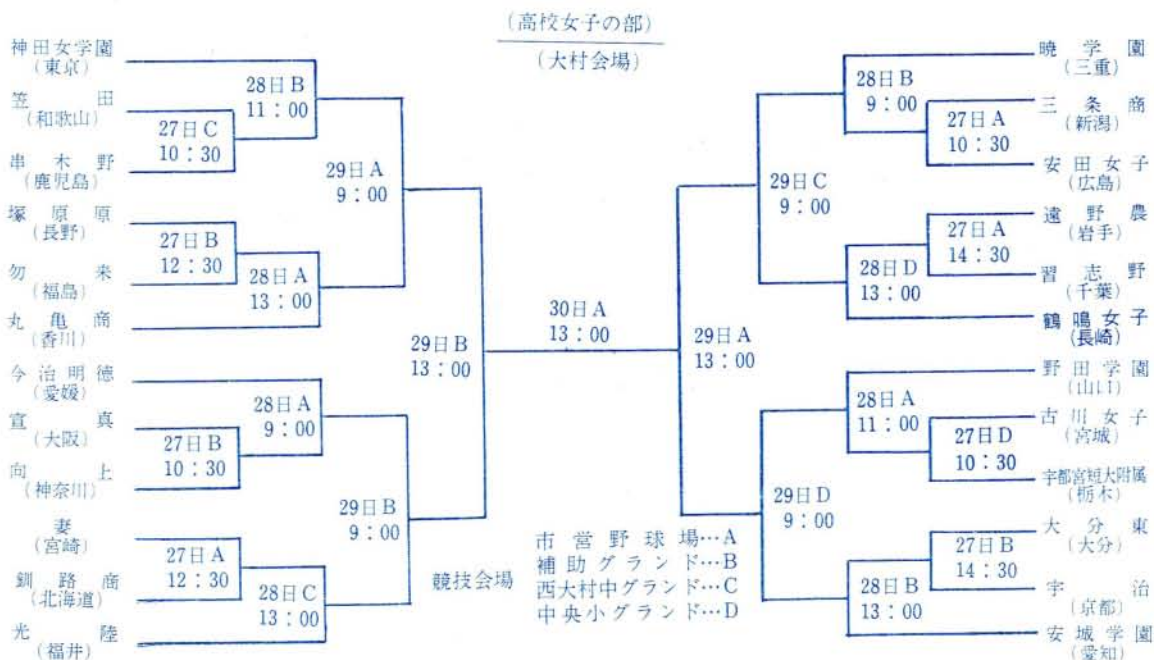 (高校女子の部)
(大村会場)
神田女学園
(東京)
笠田
(和歌山)
串木野
(鹿児島)
塚原原
(長野)
勿来
(福島)
丸亀商
(香川)
今治明徳
(愛媛)
宣真
(大阪)
向上
(神奈川)
妻
(宮崎)
釧路商
(北海道)
光陵
(福井)
28日B
11:00
27日C
10:30
27日B
12:30
28日A
13:00
29日A
9:00
28日A
9:00
27日B
10:30
27日A
12:30
28日C
13:00
29日B
9:00
29日B
13:00
30日A
13:00
29日A
13:00
29日C
9:00
28日B
9:00
27日A
10:30
27日A
14:30
28日D
13:00
28日A
11:00
27日D
10:30
29日D
9:00
27日B
14:30
28日B
13:00
暁学園
(三重)
三条商
(新潟)
安田女子
(広島)
遠野農
(岩手)
習志野
(千葉)
鶴鳴女子
(長崎)
野田学園
(山口)
古川女子
(宮城)
宇都宮短大附属
(栃木)
大分東
(大分)
宇治
(京都)
安城学園
(愛知)
競技会場
市営野球場…A
補助グランド…B
西大村中グランド…C
中央小グランド…D